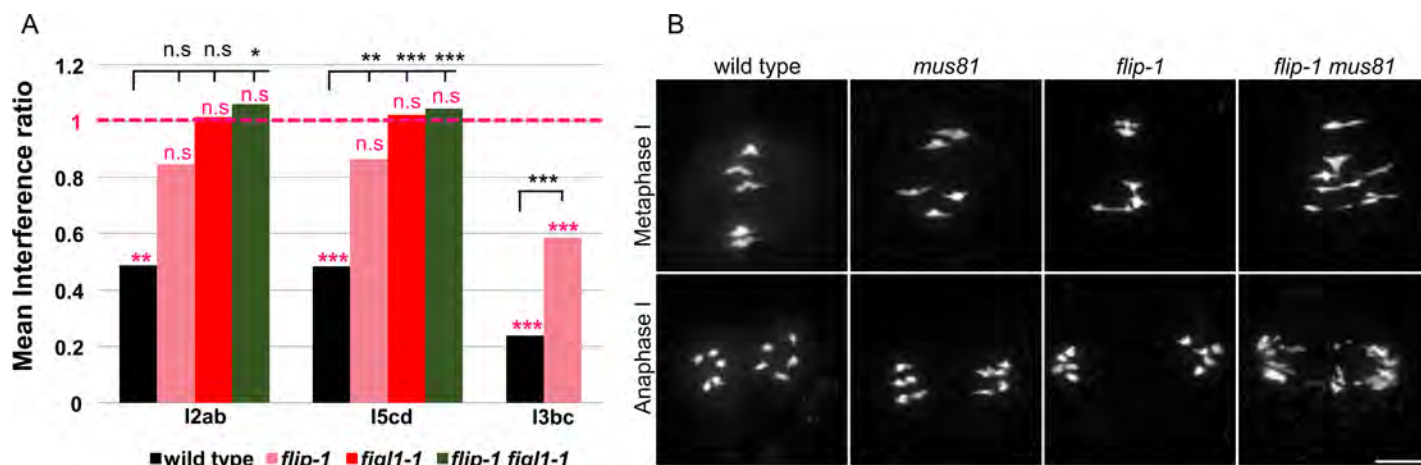 A
n.s n.s *
** *** ***
1.2
n.s
n.s
n.s
n.s
1
n.s
n.s
0.8
***
0.6
***
**
***
0.4
***
0.2
0
Mean Interference ratio
I2ab I5cd I3bc
wild type flip-1 figl1-1 flip-1 figl1-1
B
wild type mus81 flip-1 flip-1 mus81
Metaphase I
Anaphase I